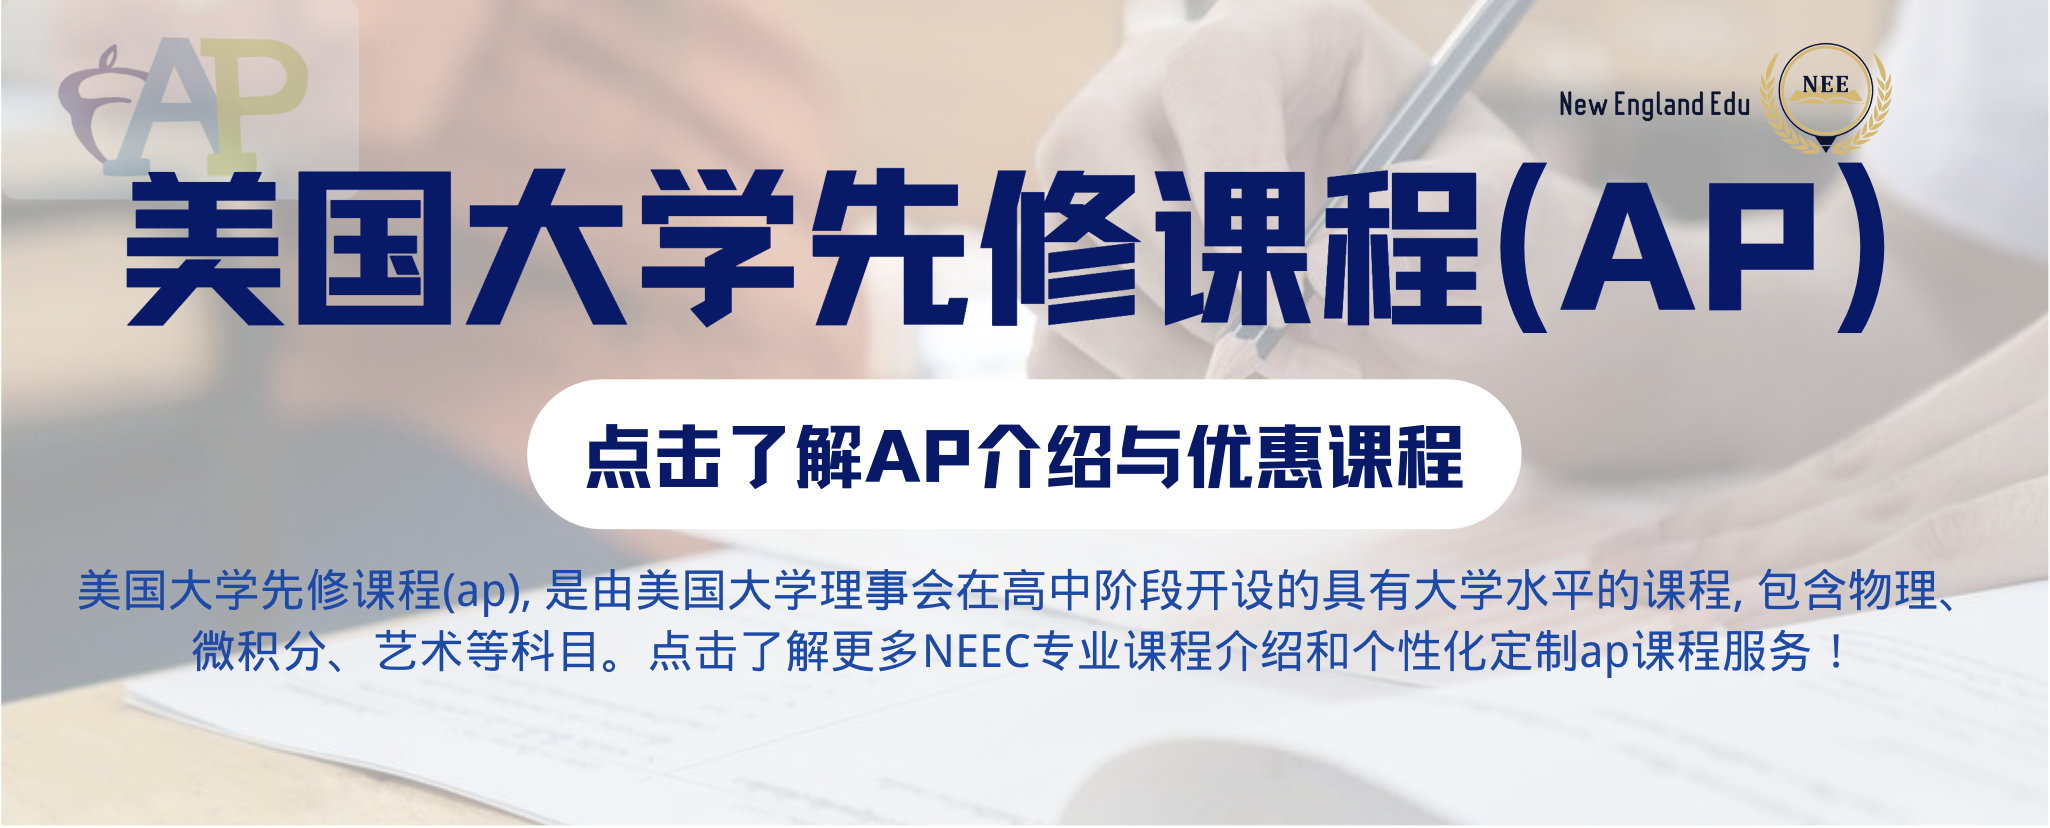 AP
New England Edu
NEE
美国大学先修课程(AP)
点击了解AP介绍与优惠课程
美国大学先修课程(ap), 是由美国大学理事会在高中阶段开设的具有大学水平的课程, 包含物理、
微积分、艺术等科目。点击了解更多NEEC专业课程介绍和个性化定制ap课程服务！